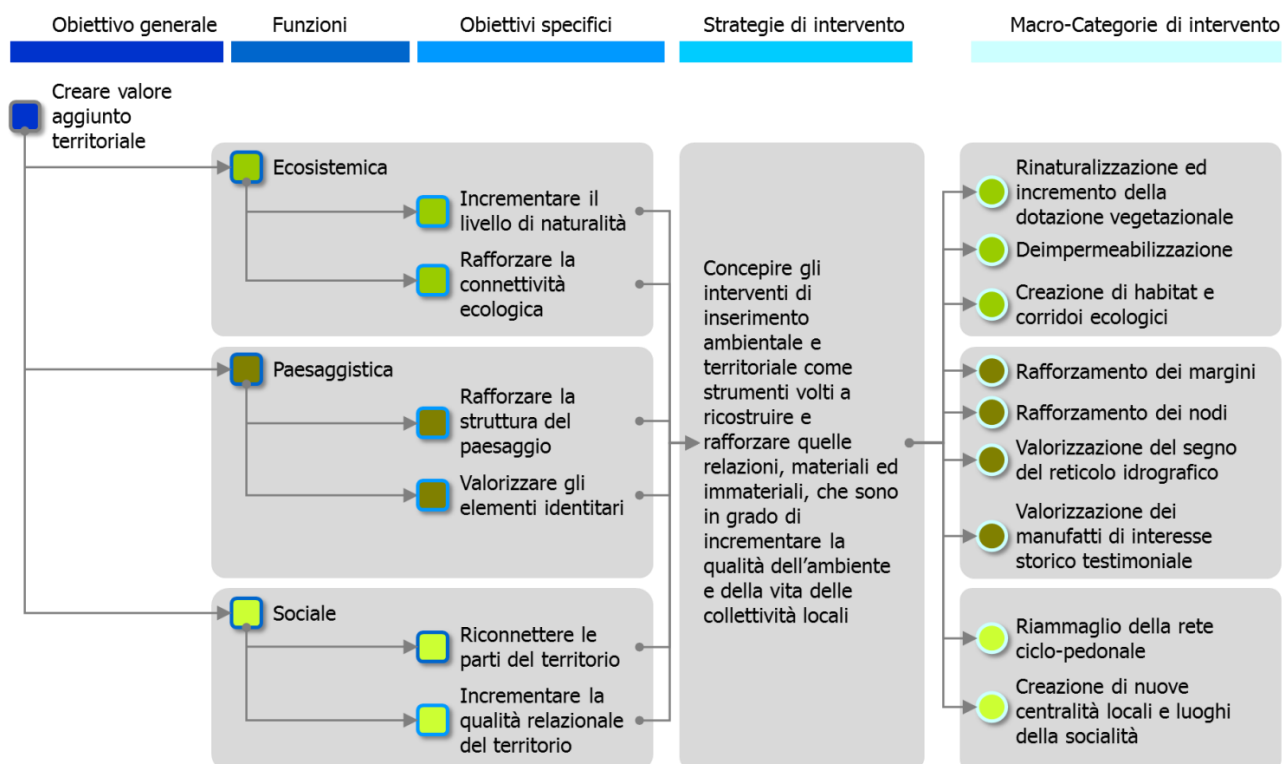 Obiettivo generale
Funzioni
Obiettivi specifici
Strategie di intervento
Macro-Categorie di intervento
Creare valore
aggiunto
territoriale
Ecosistemica
Incrementare il
livello di naturalità
Rafforzare la
connettività
ecologica
Paesaggistica
Rafforzare la
struttura del
paesaggio
Valorizzare gli
elementi identitari
Sociale
Riconnettere le
parti del territorio
Incrementare la
qualità relazionale
del territorio
Concepire gli
interventi di
inserimento
ambientale e
territoriale come
strumenti volti a
ricostruire e
rafforzare quelle
relazioni, materiali ed
immateriali, che sono
in grado di
incrementare la
qualità dell’ambiente
e della vita delle
collettività locali
Rinaturalizzazione ed
incremento della
dotazione vegetazionale
Deimpermeabilizzazione
Creazione di habitat e
corridoi ecologici
Rafforzamento dei margini
Rafforzamento dei nodi
Valorizzazione del segno
del reticolo idrografico
Valorizzazione dei
manufatti di interesse
storico testimoniale
Riammaglio della rete
ciclo-pedonale
Creazione di nuove
centralità locali e luoghi
della socialità